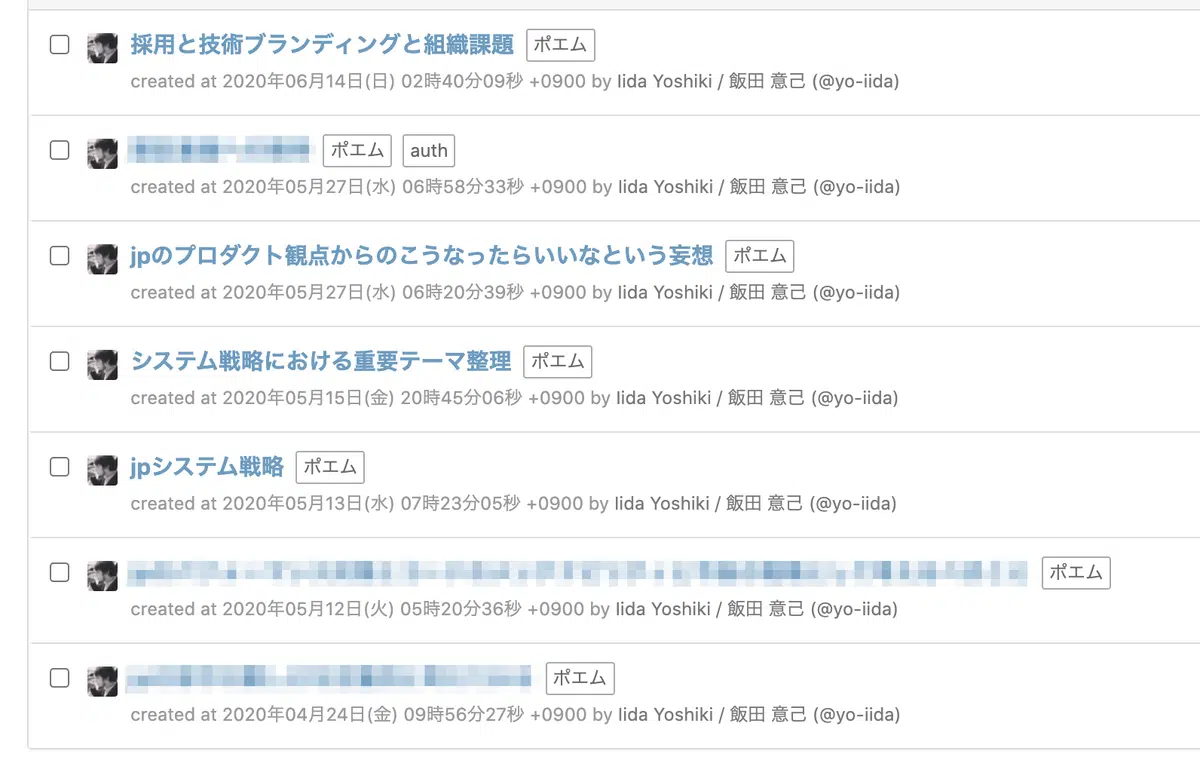 採用と技術ブランディングと組織課題 ポエム
created at 2020年06月14日(日) 02時40分09秒 +0900 by Iida Yoshiki / 飯田 意己 (@yo-iida)
ポエム auth
created at 2020年05月27日(水) 06時58分33秒 +0900 by Iida Yoshiki / 飯田 意己 (@yo-iida)
jpのプロダクト観点からのこうなったらいいなという妄想 ポエム
created at 2020年05月27日(水) 06時20分39秒 +0900 by Iida Yoshiki / 飯田 意己 (@yo-iida)
システム戦略における重要テーマ整理 ポエム
created at 2020年05月15日(金) 20時45分06秒 +0900 by Iida Yoshiki / 飯田 意己 (@yo-iida)
jpシステム戦略 ポエム
created at 2020年05月13日(水) 07時23分05秒 +0900 by Iida Yoshiki / 飯田 意己 (@yo-iida)
ポエム
created at 2020年05月12日(火) 05時20分36秒 +0900 by Iida Yoshiki / 飯田 意己 (@yo-iida)
ポエム
created at 2020年04月24日(金) 09時56分27秒 +0900 by Iida Yoshiki / 飯田 意己 (@yo-iida)